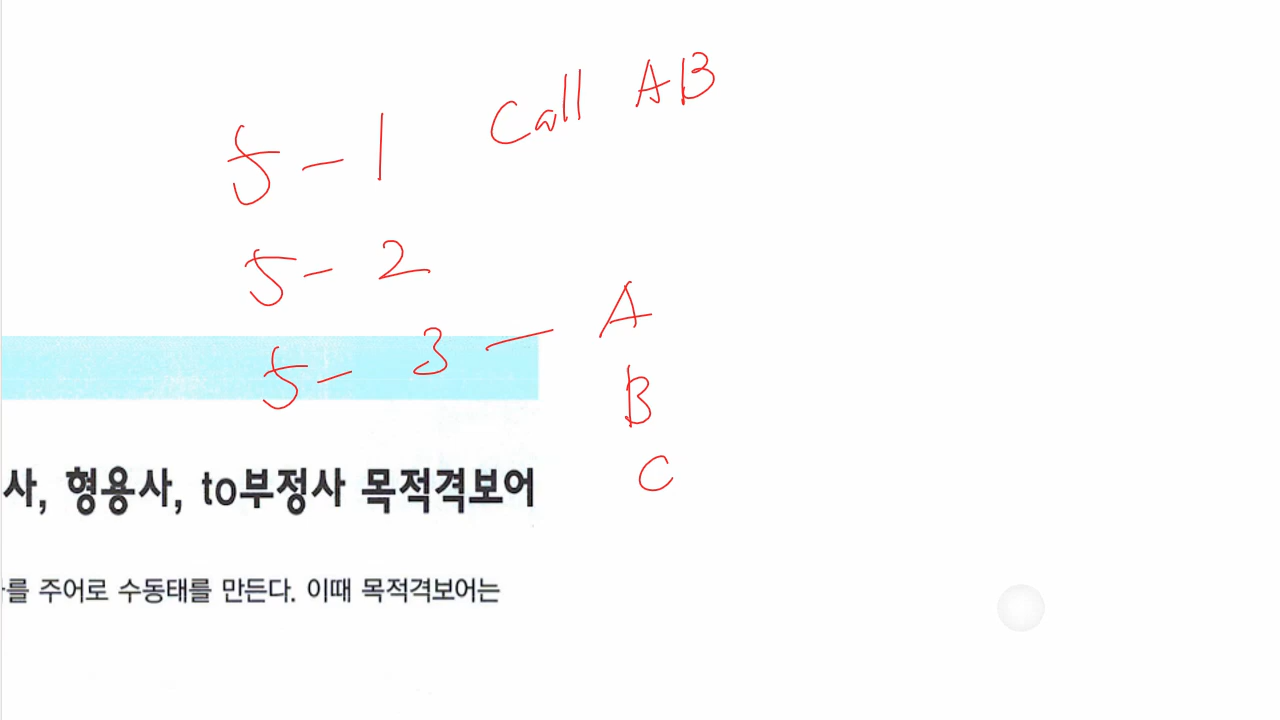 5 - 1 Call AB
5 - 2
5 - 3 - A
B
C
사, 형용사, to부정사 목적격보어
를 주어로 수동태를 만든다. 이때 목적격보어는